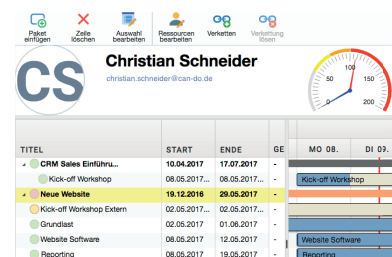 Paket einfügen
Zeile löschen
Auswahl bearbeiten
Ressourcen bearbeiten
Verketten
Verkettung lösen
CS
Christian Schneider
christian.schneider@can-do.de
0 50 100 150 200
TITEL START ENDE GE MO 08. DI 09.
CRM Sales Einführu... 10.04.2017 17.07.2017 -
Kick-off Workshop 08.05.2017... 08.05.2017... - Kick-off Workshop
Neue Website 19.12.2016 29.05.2017 -
Kick-off Workshop Extern 02.05.2017... 02.05.2017... -
Grundlast 02.05.2017 01.06.2017 -
Website Software 08.05.2017 12.05.2017 - Website Software
Reporting 08.05.2017 19.05.2017 - Reporting